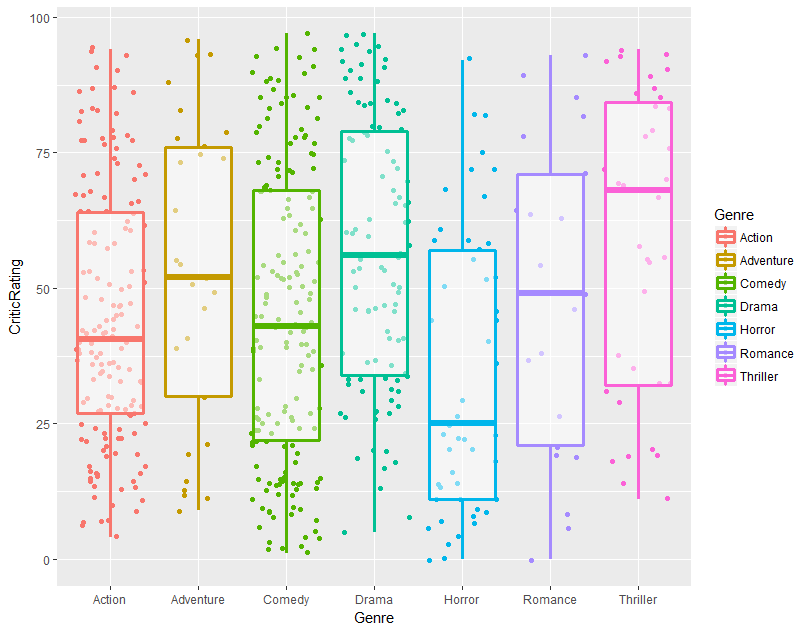 CriticRating
100
75
50
25
0
Action Adventure Comedy Drama Horror Romance Thriller
Genre
Genre
Action
Adventure
Comedy
Drama
Horror
Romance
Thriller